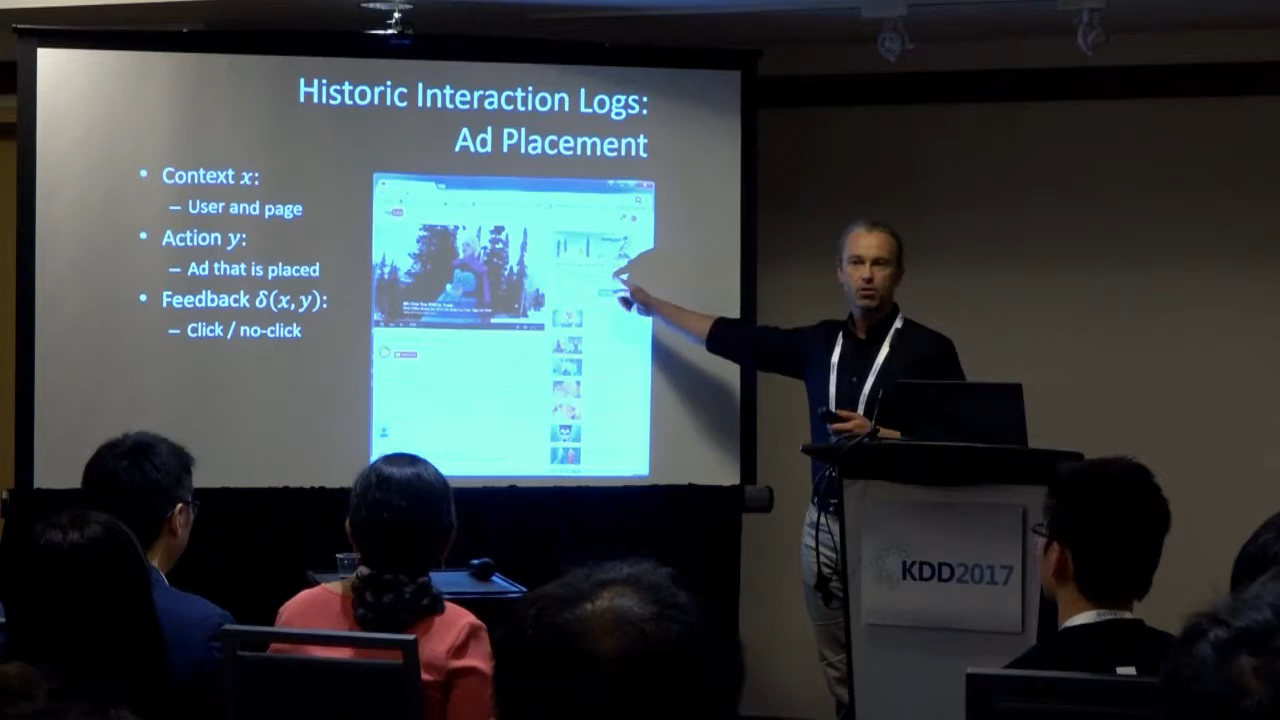 Historic Interaction Logs:
Ad Placement
• Context x:
– User and page
• Action y:
– Ad that is placed
• Feedback δ(x, y):
– Click / no-click
KDD2017